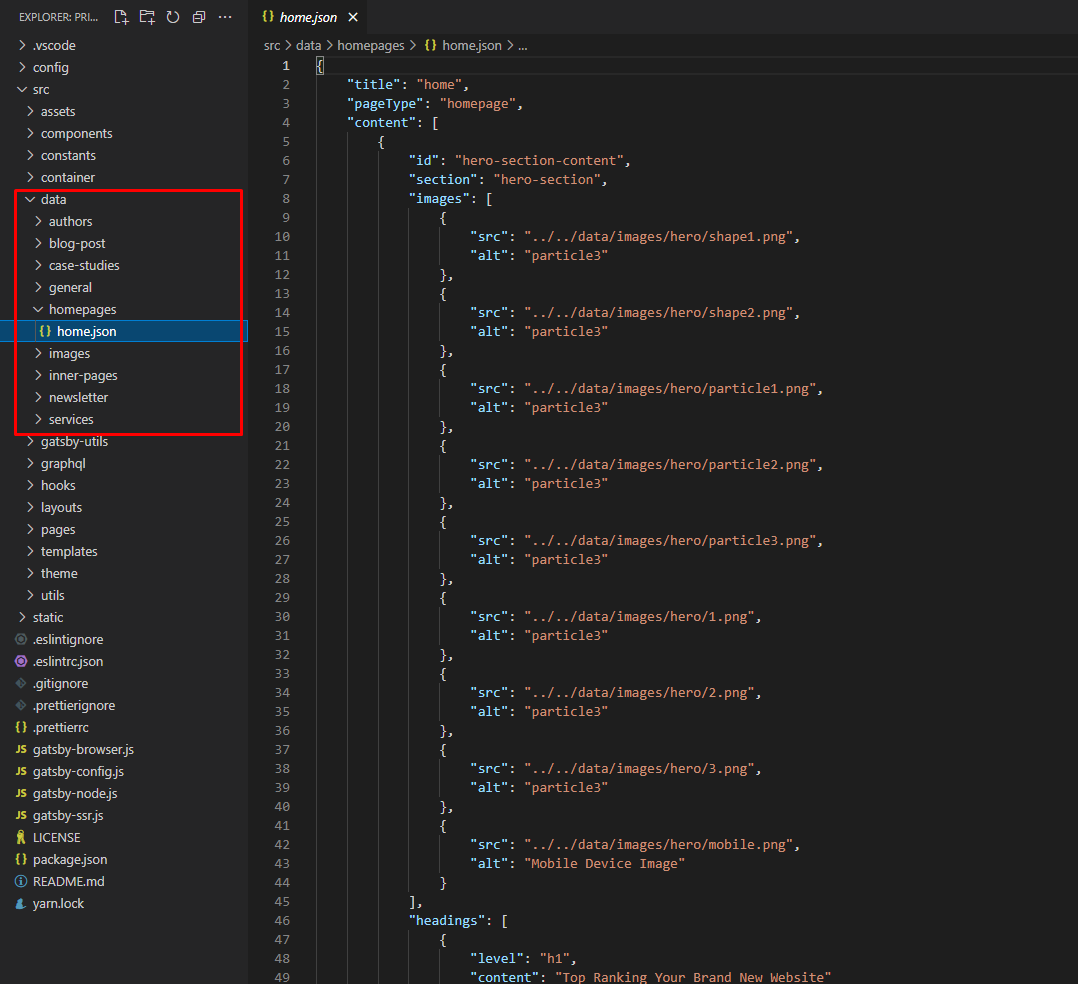 EXPLORER: PRI...
.vscode
config
src
assets
components
constants
container
data
authors
blog-post
case-studies
general
homepages
{} home.json
images
inner-pages
newsletter
services
gatsby-utils
graphql
hooks
layouts
pages
templates
theme
utils
static
.eslintignore
.eslintrc.json
.gitignore
.prettierignore
{} .prettierrc
JS gatsby-browser.js
JS gatsby-config.js
JS gatsby-node.js
JS gatsby-ssr.js
LICENSE
{} package.json
README.md
yarn.lock
{} home.json
src > data > homepages > {} home.json > ...
1 {
2 "title": "home",
3 "pageType": "homepage",
4 "content": [
5 {
6 "id": "hero-section-content",
7 "section": "hero-section",
8 "images": [
9 {
10 "src": "../../data/images/hero/shape1.png",
11 "alt": "particle3"
12 },
13 {
14 "src": "../../data/images/hero/shape2.png",
15 "alt": "particle3"
16 },
17 {
18 "src": "../../data/images/hero/particle1.png",
19 "alt": "particle3"
20 },
21 {
22 "src": "../../data/images/hero/particle2.png",
23 "alt": "particle3"
24 },
25 {
26 "src": "../../data/images/hero/particle3.png",
27 "alt": "particle3"
28 },
29 {
30 "src": "../../data/images/hero/1.png",
31 "alt": "particle3"
32 },
33 {
34 "src": "../../data/images/hero/2.png",
35 "alt": "particle3"
36 },
37 {
38 "src": "../../data/images/hero/3.png",
39 "alt": "particle3"
40 },
41 {
42 "src": "../../data/images/hero/mobile.png",
43 "alt": "Mobile Device Image"
44 }
45 ],
46 "headings": [
47 {
48 "level": "h1",
49 "content": "Top Ranking Your Brand New Website"